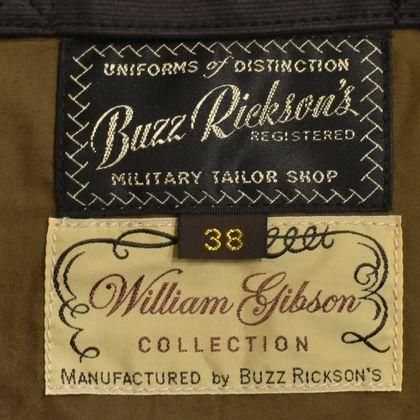 UNIFORMS of DISTINCTION
Buzz Rickson's
REGISTERED
MILITARY TAILOR SHOP
38
William Gibson
COLLECTION
MANUFACTURED by BUZZ RICKSON'S